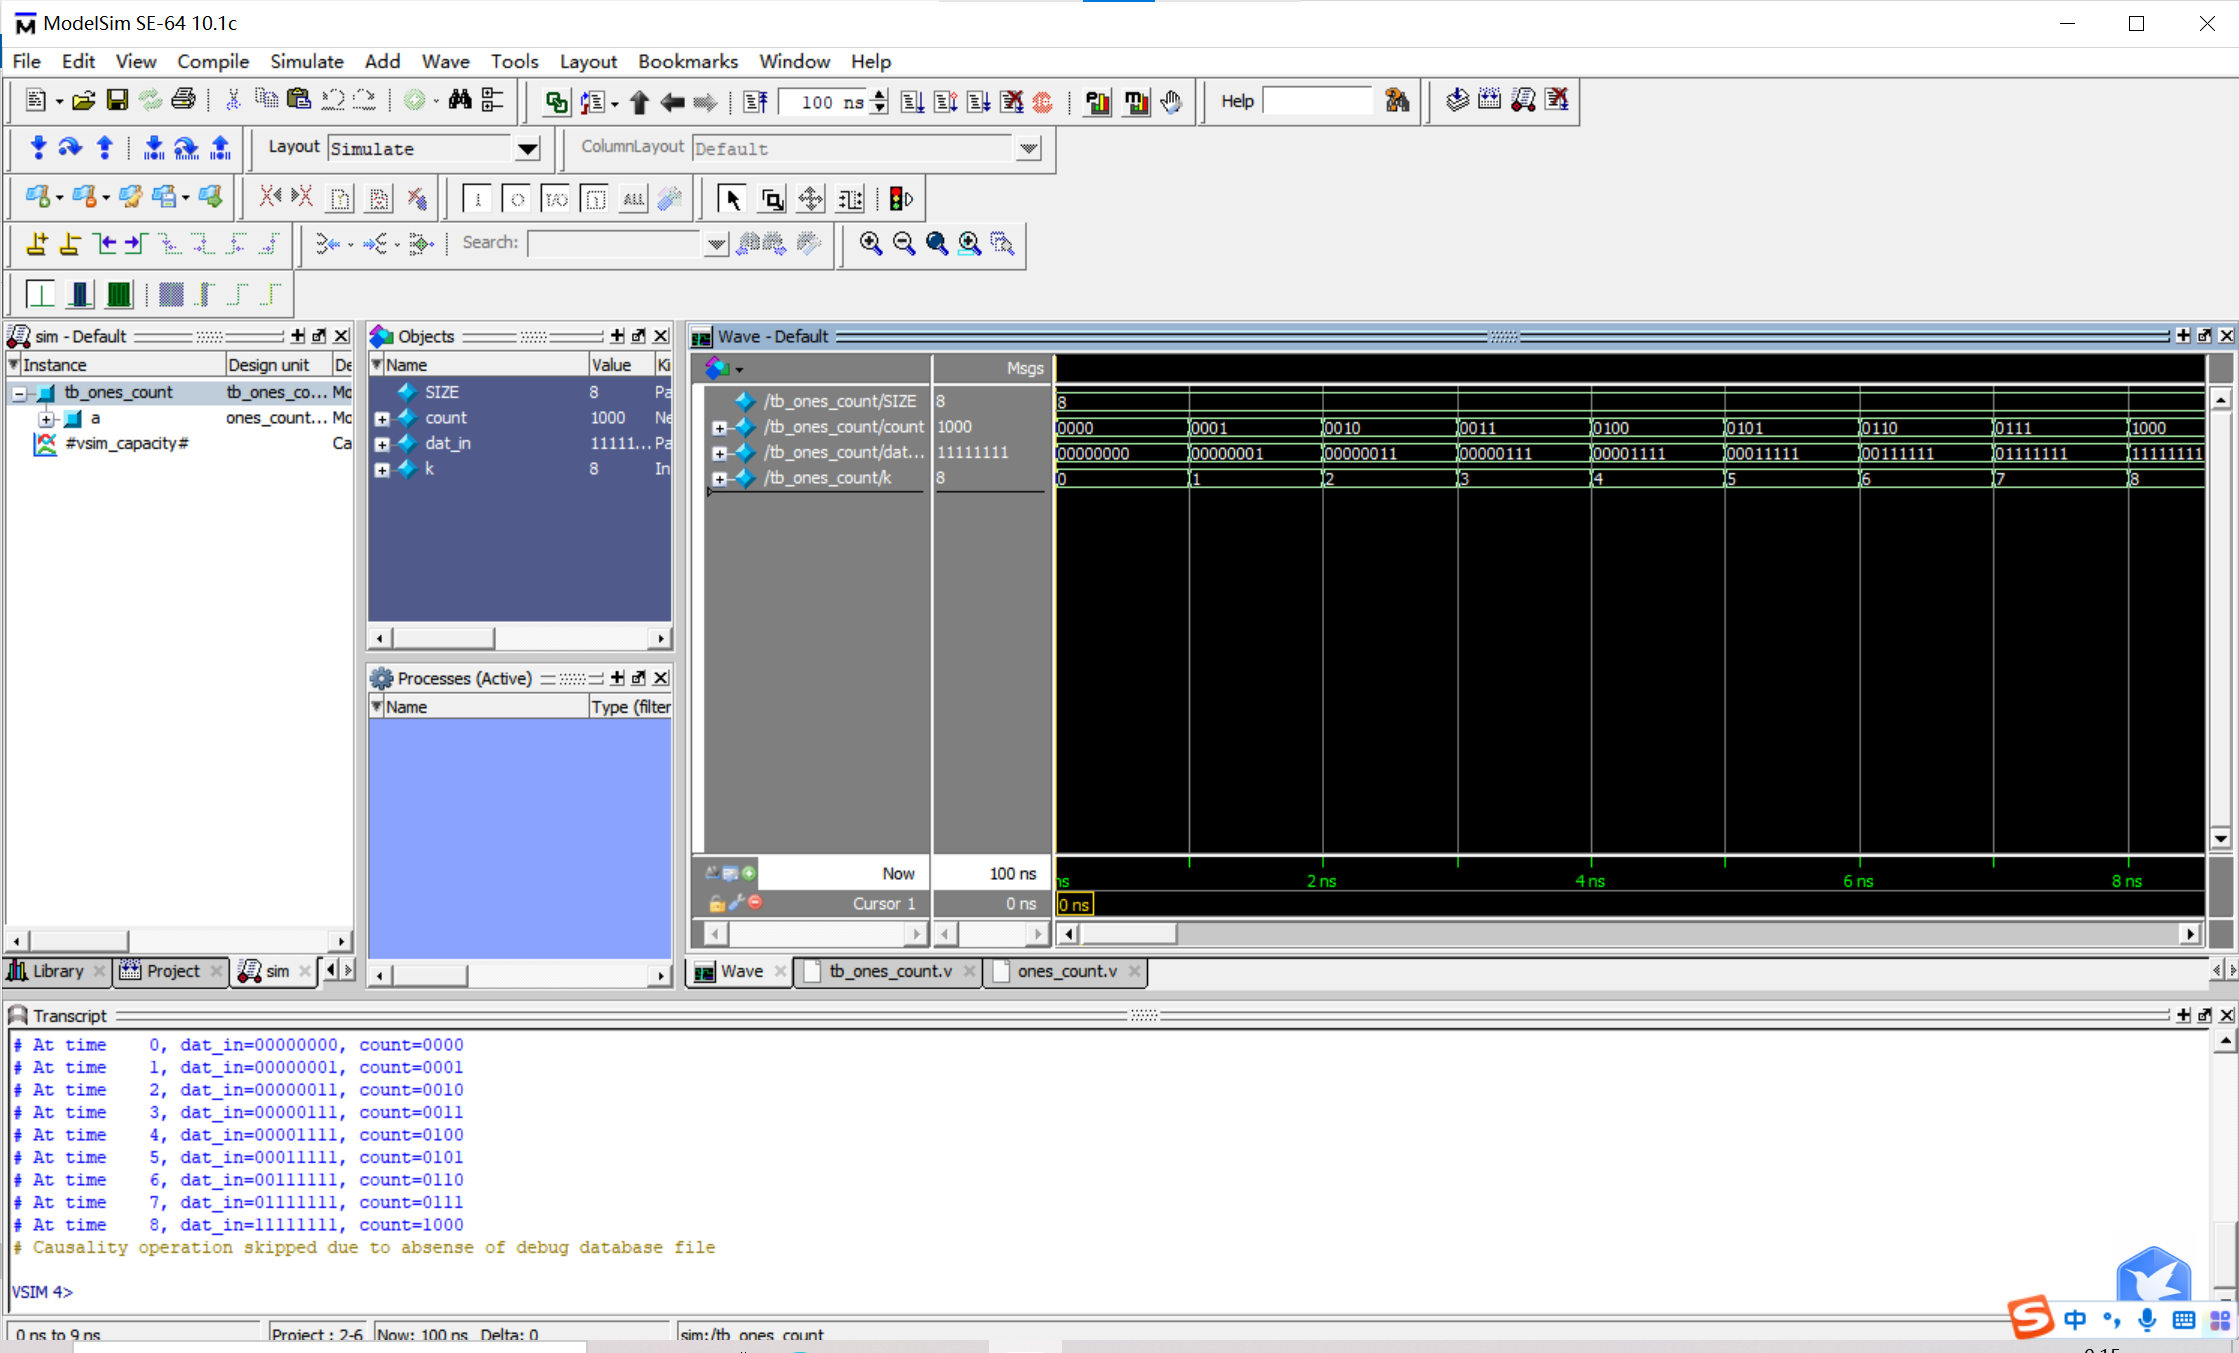 ModelSim SE-64 10.1c
File Edit View Compile Simulate Add Wave Tools Layout Bookmarks Window Help
100 ns Help
Layout Simulate ColumnLayout Default
ALL
Search:
sim - Default
Instance Design unit De
tb_ones_count tb_ones_co... Mo
a ones_count... Mo
#vsim_capacity# Ca
Library Project sim
Objects
Name Value Ki
SIZE 8 Pa
count 1000 Ne
dat_in 11111... Pa
k 8 In
Processes (Active)
Name Type (filter
Wave - Default
Msgs
/tb_ones_count/SIZE 8 8
/tb_ones_count/count 1000 0000 0001 0010 0011 0100 0101 0110 0111 1000
/tb_ones_count/dat... 11111111 00000000 00000001 00000011 00000111 00001111 00011111 00111111 01111111 11111111
/tb_ones_count/k 8 0 1 2 3 4 5 6 7 8
Now 100 ns ns 2 ns 4 ns 6 ns 8 ns
Cursor 1 0 ns 0 ns
Wave tb_ones_count.v ones_count.v
Transcript
# At time 0, dat_in=00000000, count=0000
# At time 1, dat_in=00000001, count=0001
# At time 2, dat_in=00000011, count=0010
# At time 3, dat_in=00000111, count=0011
# At time 4, dat_in=00001111, count=0100
# At time 5, dat_in=00011111, count=0101
# At time 6, dat_in=00111111, count=0110
# At time 7, dat_in=01111111, count=0111
# At time 8, dat_in=11111111, count=1000
# Causality operation skipped due to absense of debug database file
VSIM 4>
中
0 ns to 9 ns Project : 2-6 Now: 100 ns Delta: 0 sim:/tb_ones_count